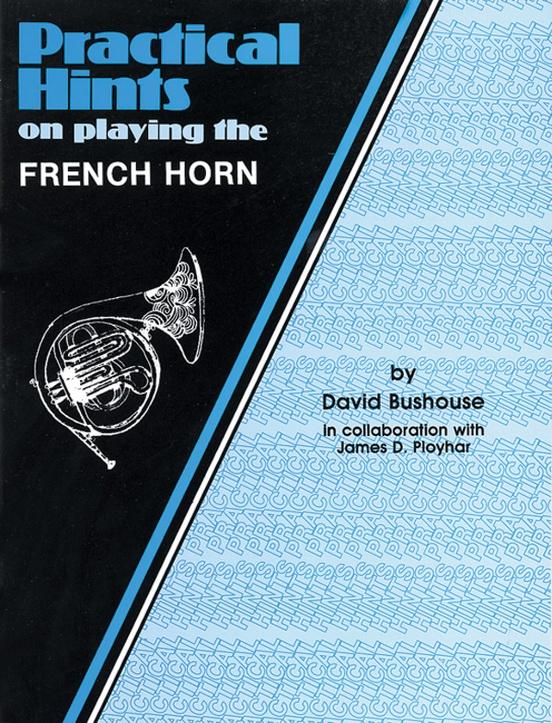 Practical
Hints
on playing the
FRENCH HORN
by
David Bushouse
in collaboration with
James D. Ployhar